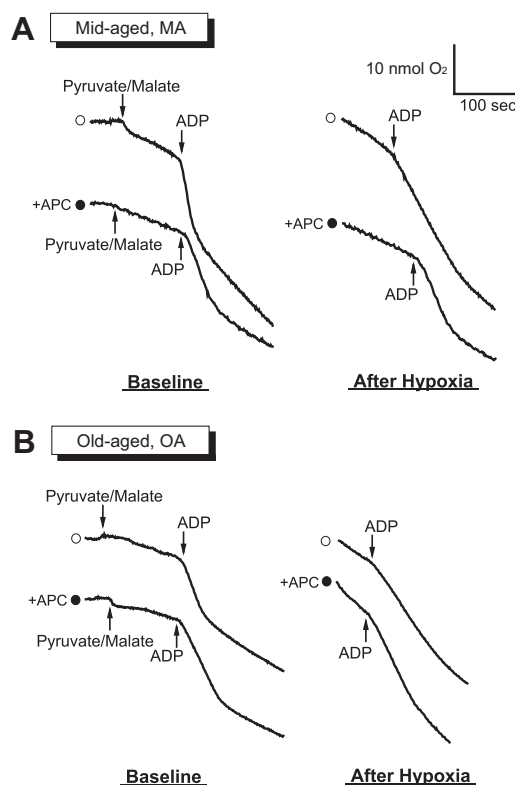 A Mid-aged, MA
Pyruvate/Malate
ADP
+APC
Pyruvate/Malate
ADP
Baseline
10 nmol O₂
100 sec
ADP
+APC
ADP
After Hypoxia
B Old-aged, OA
Pyruvate/Malate
ADP
+APC
Pyruvate/Malate
ADP
Baseline
ADP
+APC
ADP
After Hypoxia